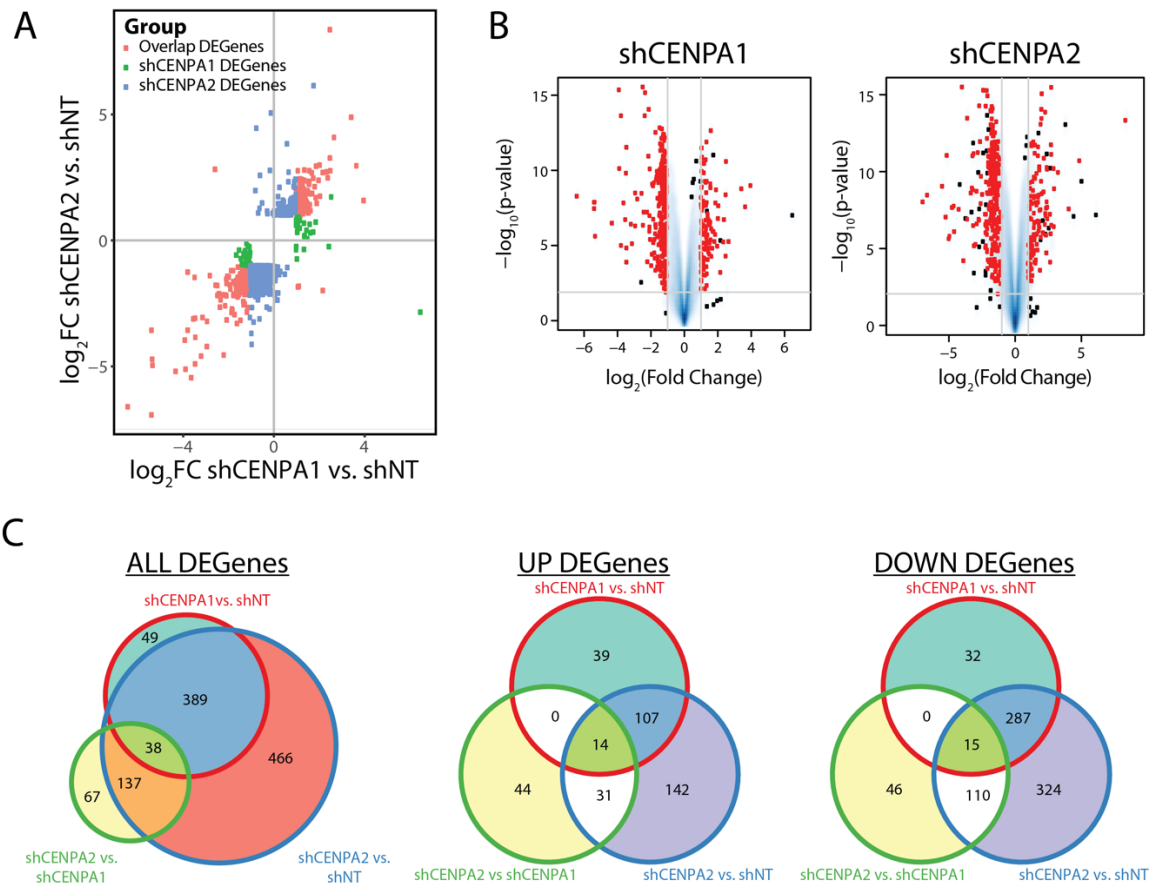 A
Group
Overlap DEGenes
shCENPA1 DEGenes
shCENPA2 DEGenes
log2FC shCENPA2 vs. shNT
5
0
−5
−4
0
4
log2FC shCENPA1 vs. shNT
B
shCENPA1
−log10(p-value)
15
10
5
0
−6
−4
−2
0
2
4
6
log2(Fold Change)
shCENPA2
−log10(p-value)
15
10
5
0
−5
0
5
log2(Fold Change)
C
ALL DEGenes
shCENPA1vs. shNT
49
389
38
466
137
67
shCENPA2 vs.
shCENPA1
shCENPA2 vs.
shNT
UP DEGenes
shCENPA1 vs. shNT
39
0
107
14
44
31
142
shCENPA2 vs shCENPA1
shCENPA2 vs. shNT
DOWN DEGenes
shCENPA1 vs. shNT
32
0
287
15
46
110
324
shCENPA2 vs. shCENPA1
shCENPA2 vs. shNT